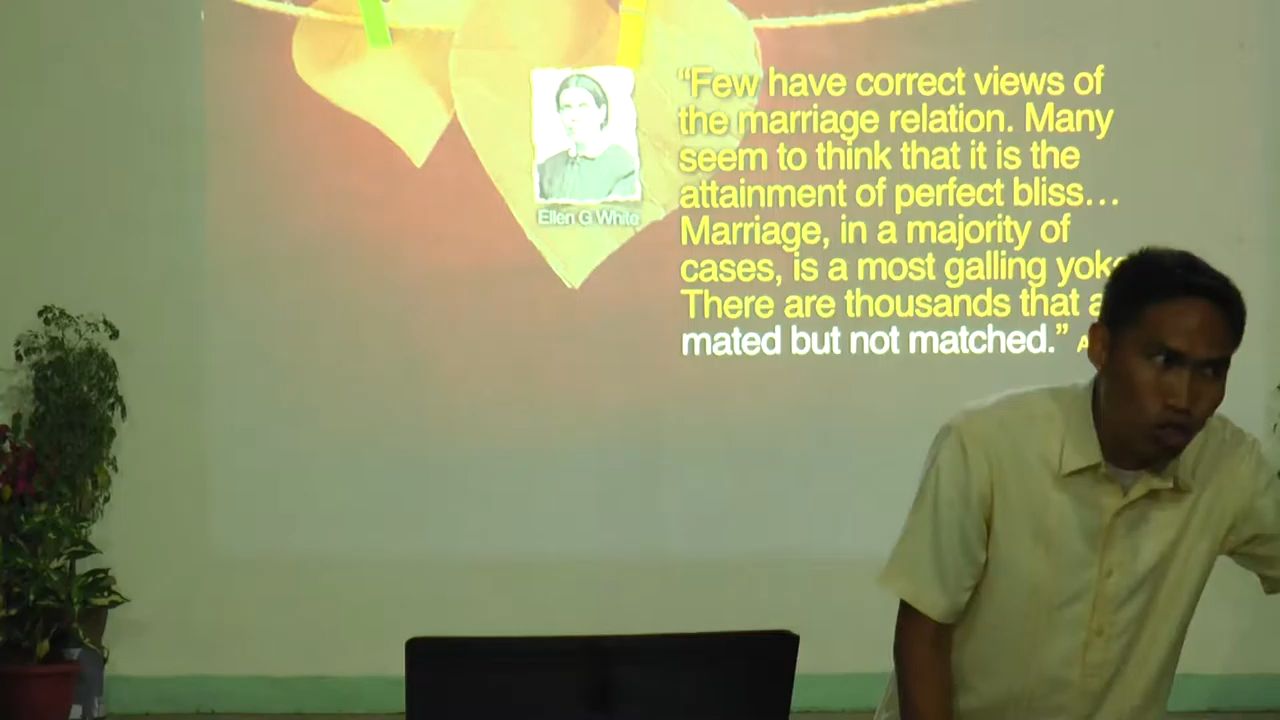 Ellen G White
“Few have correct views of
the marriage relation. Many
seem to think that it is the
attainment of perfect bliss…
Marriage, in a majority of
cases, is a most galling
There are thousands that
mated but not matched.”